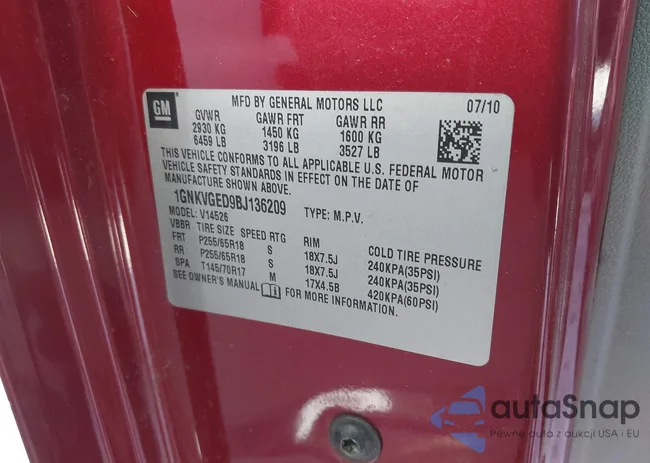 GM
MFD BY GENERAL MOTORS LLC 07/10
GVWR GAWR FRT GAWR RR
2930 KG 1450 KG 1600 KG
6459 LB 3196 LB 3527 LB
THIS VEHICLE CONFORMS TO ALL APPLICABLE U.S. FEDERAL MOTOR
VEHICLE SAFETY STANDARDS IN EFFECT ON THE DATE OF
MANUFACTURE SHOWN ABOVE.
1GNKVGED9BJ136209 TYPE: M.P.V.
MODEL: V14526
VBBR TIRE SIZE SPEED RTG RIM COLD TIRE PRESSURE
FRT P255/65R18 S 18X7.5J 240KPA(35PSI)
RR P255/65R18 S 18X7.5J 240KPA(35PSI)
SPA T145/70R17 M 17X4.5B 420KPA(60PSI)
SEE OWNER'S MANUAL FOR MORE INFORMATION.
autaSnap
Pewne auta z aukcji USA i EU